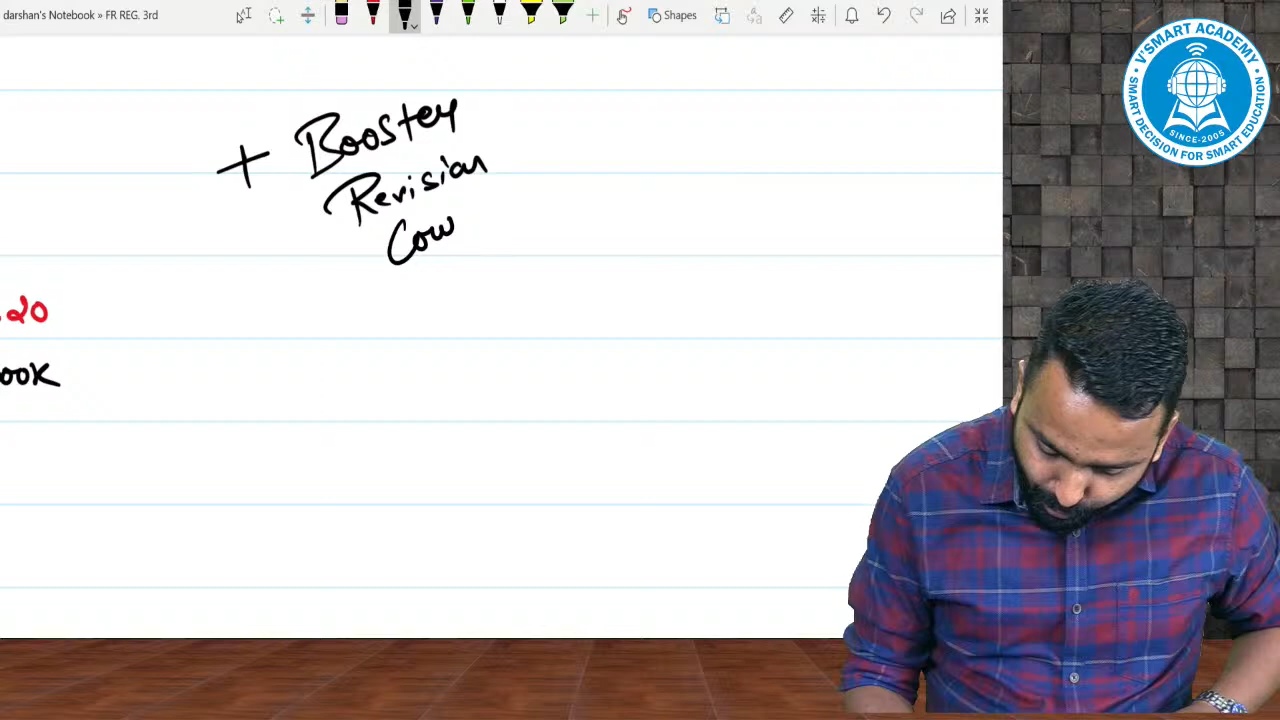 darshan's Notebook » FR REG. 3rd
Shapes
V'SMART ACADEMY
SMART DECISION FOR SMART EDUCATION
SINCE-2005
+ Booster
Revision
Cou
20
ook